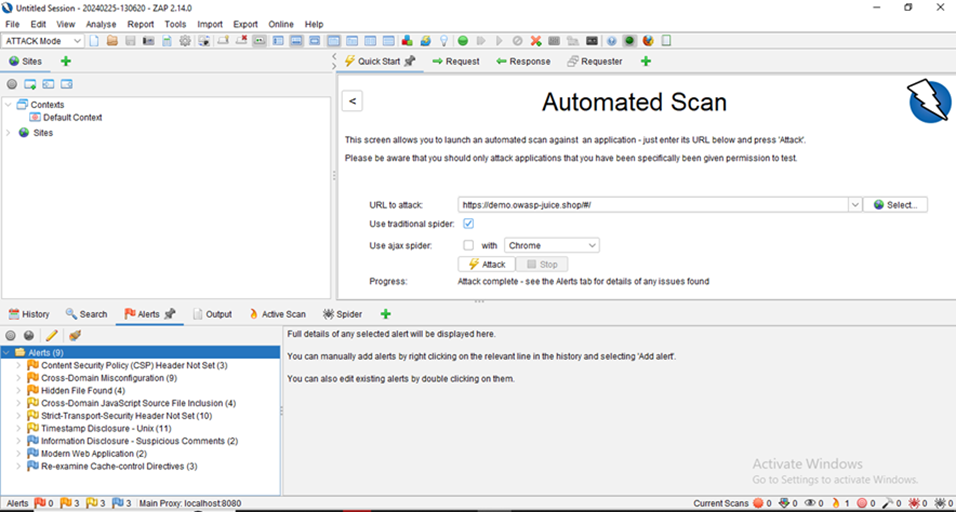 Untitled Session - 20240225-130620 - ZAP 2.14.0
File Edit View Analyse Report Tools Import Export Online Help
ATTACK Mode
Sites
Quick Start Request Response Requester
Contexts
Default Context
Sites
<
Automated Scan
This screen allows you to launch an automated scan against an application - just enter its URL below and press 'Attack'.
Please be aware that you should only attack applications that you have been specifically been given permission to test.
URL to attack: https://demo.owasp-juice.shop/#/ Select...
Use traditional spider:
Use ajax spider: with Chrome
Attack Stop
Progress: Attack complete - see the Alerts tab for details of any issues found
History Search Alerts Output Active Scan Spider
Alerts (9)
Content Security Policy (CSP) Header Not Set (3)
Cross-Domain Misconfiguration (9)
Hidden File Found (4)
Cross-Domain JavaScript Source File Inclusion (4)
Strict-Transport-Security Header Not Set (10)
Timestamp Disclosure - Unix (11)
Information Disclosure - Suspicious Comments (2)
Modern Web Application (2)
Re-examine Cache-control Directives (3)
Full details of any selected alert will be displayed here.
You can manually add alerts by right clicking on the relevant line in the history and selecting 'Add alert'.
You can also edit existing alerts by double clicking on them.
Activate Windows
Go to Settings to activate Windows.
Alerts 0 3 3 3 Main Proxy: localhost:8080 Current Scans 0 0 0 1 0 0 0 0